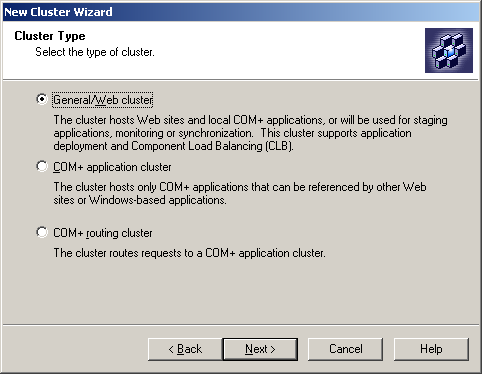 New Cluster Wizard
Cluster Type
Select the type of cluster.
General/Web cluster
The cluster hosts Web sites and local COM+ applications, or will be used for staging
applications, monitoring or synchronization.  This cluster supports application
deployment and Component Load Balancing (CLB).
COM+ application cluster
The cluster hosts only COM+ applications that can be referenced by other Web
sites or Windows-based applications.
COM+ routing cluster
The cluster routes requests to a COM+ application cluster.
< Back
Next >
Cancel
Help